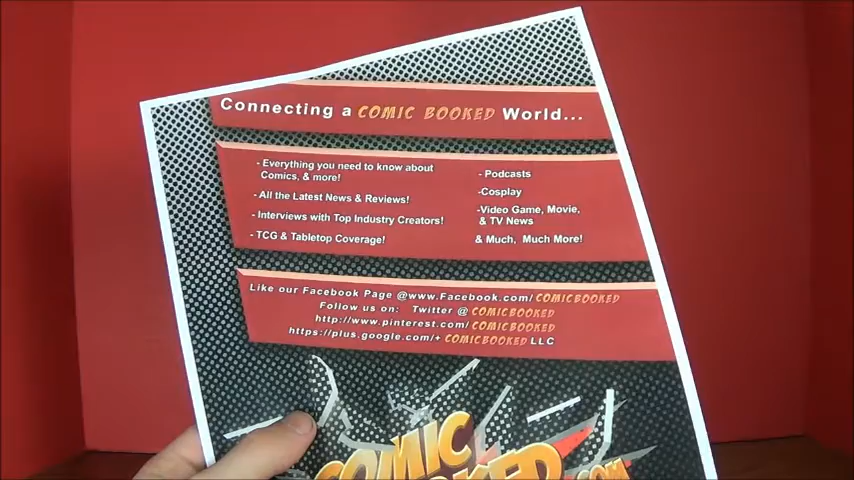 Connecting a COMIC BOOKED World...
- Everything you need to know about
Comics, & more!
- All the Latest News & Reviews!
- Interviews with Top Industry Creators!
- TCG & Tabletop Coverage!
- Podcasts
-Cosplay
-Video Game, Movie,
& TV News
& Much, Much More!
Like our Facebook Page @www.Facebook.com/COMICBOOKED
Follow us on: Twitter @COMICBOOKED
http://www.pinterest.com/COMICBOOKED
https://plus.google.com/+COMICBOOKED LLC
COMIC
BOOKED.COM